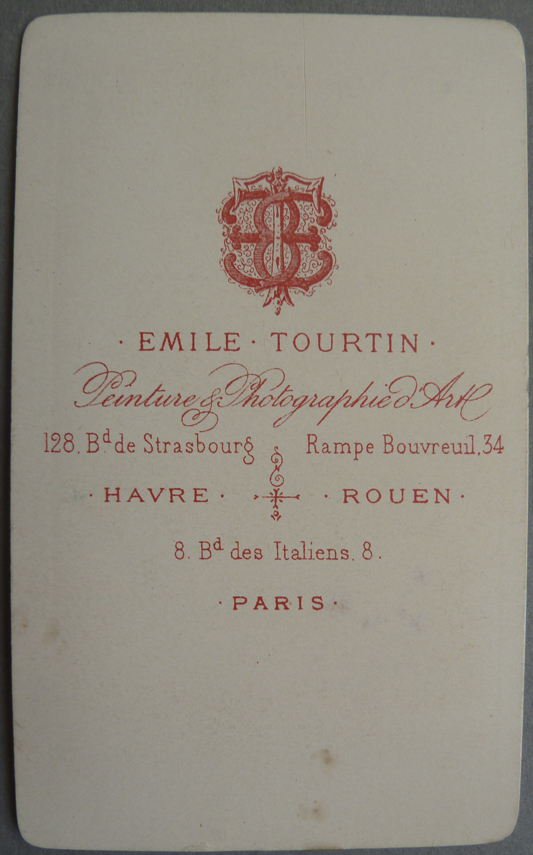 · EMILE · TOURTIN ·
Peinture & Photographie d'Art
128, Bd de Strasbourg Rampe Bouvreuil, 34
· HAVRE · · ROUEN ·
8. Bd des Italiens. 8.
· PARIS ·